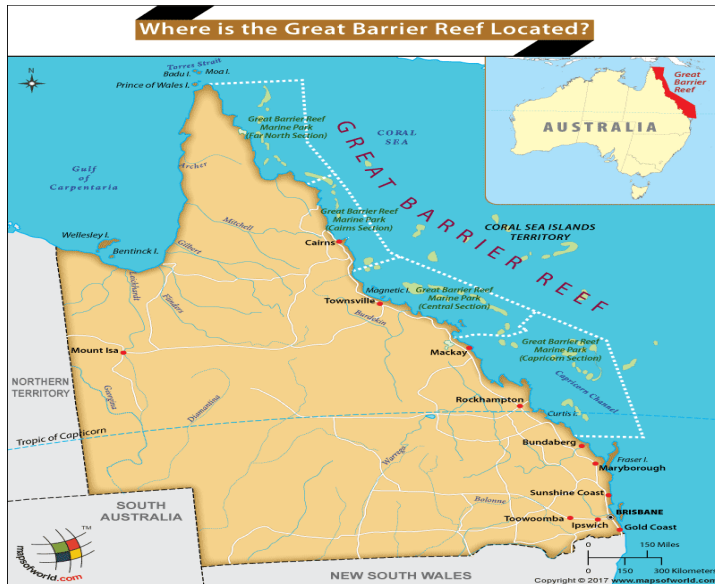 Where is the Great Barrier Reef Located?
N
Torres Strait
Badu I.
Moa I.
Prince of Wales I.
Great Barrier Reef
Marine Park
(Far North Section)
CORAL
SEA
GREAT BARRIER REEF
Great
Barrier
Reef
AUSTRALIA
Gulf
of
Carpentaria
Archer
Mitchell
Great Barrier Reef
Marine Park
(Cairns Section)
CORAL SEA ISLANDS
TERRITORY
Wellesley I.
Bentinck I.
Gilbert
Cairns
Leichhardt
Flinders
Magnetic I.
Great Barrier Reef
Marine Park
(Central Section)
Townsville
Burdekin
Great Barrier Reef
Marine Park
(Capricorn Section)
Mount Isa
Mackay
NORTHERN
TERRITORY
Georgina
Diamantina
Capricorn Channel
Rockhampton
Curtis I.
Tropic of Capticorn
Bundaberg
Warrego
Fraser I.
Maryborough
Sunshine Coast
Bolonne
SOUTH
AUSTRALIA
BRISBANE
Toowoomba
Ipswich
Gold Coast
TM
mapsofworld.com
0 150 Miles
0 150 300 Kilometers
NEW SOUTH WALES
Copyright © 2017 www.mapsofworld.com